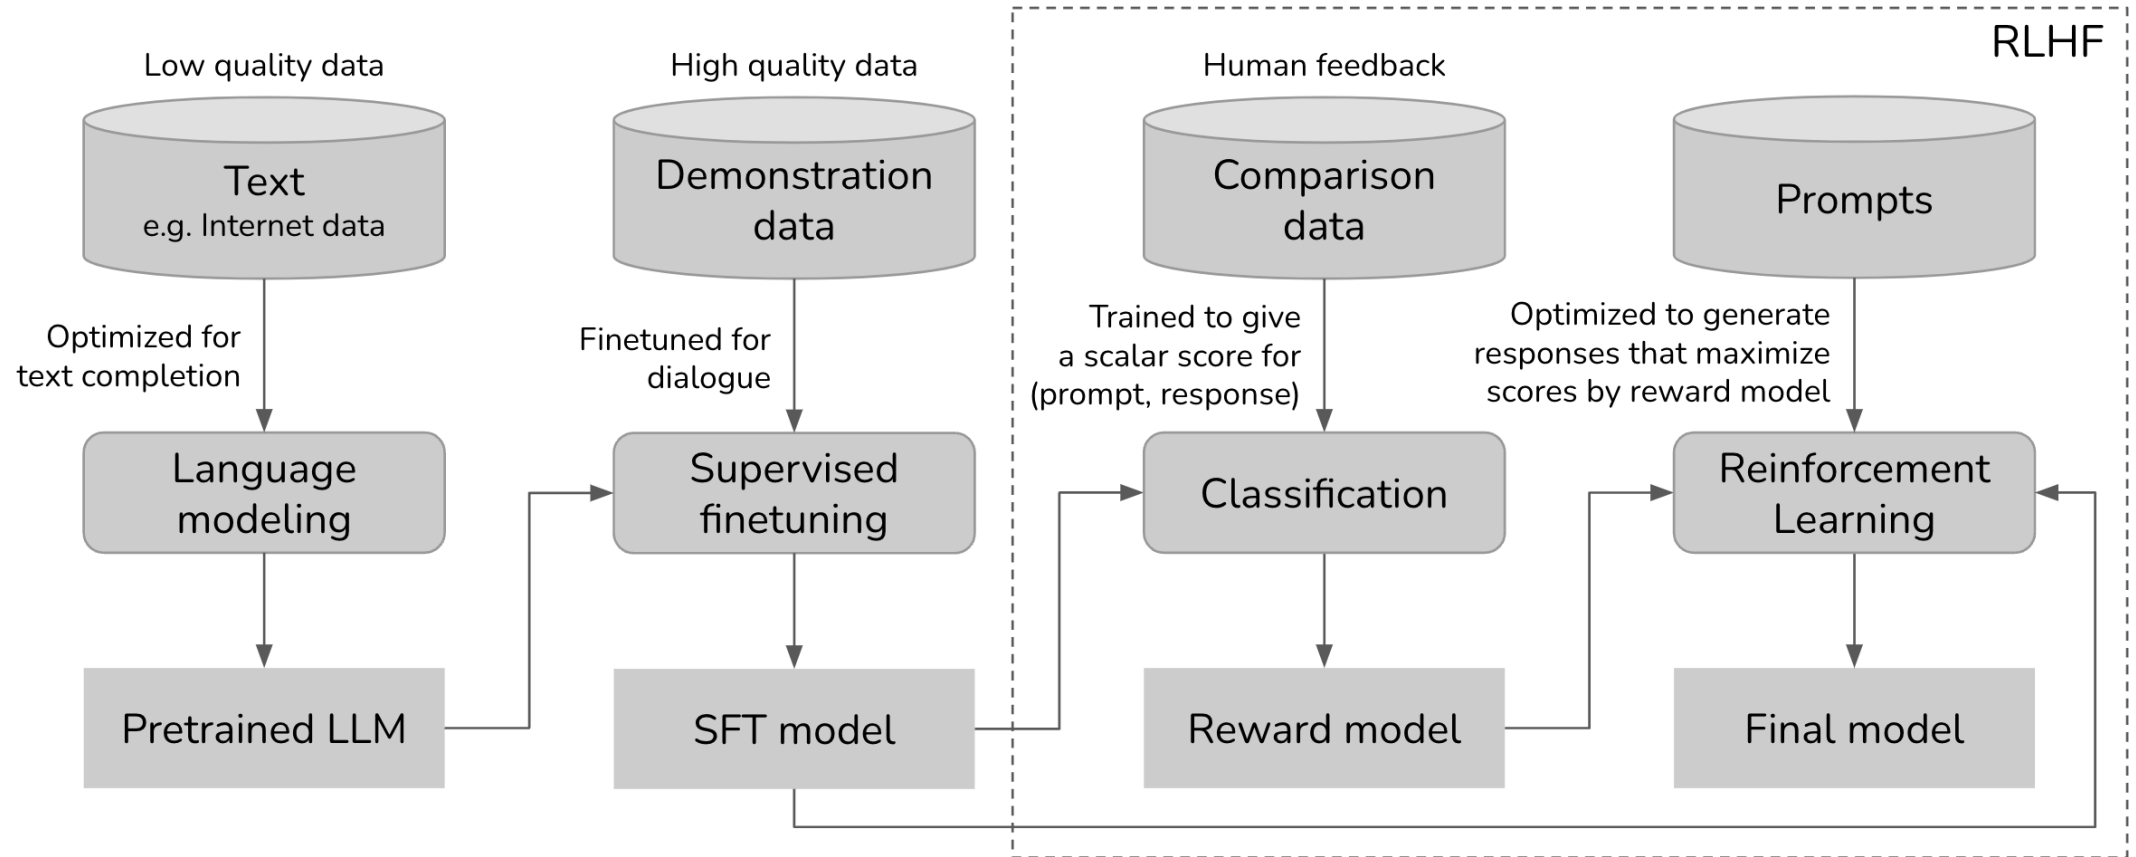 RLHF
Low quality data
High quality data
Human feedback
Text
e.g. Internet data
Demonstration
data
Comparison
data
Prompts
Optimized for
text completion
Finetuned for
dialogue
Trained to give
a scalar score for
(prompt, response)
Optimized to generate
responses that maximize
scores by reward model
Language
modeling
Supervised
finetuning
Classification
Reinforcement
Learning
Pretrained LLM
SFT model
Reward model
Final model